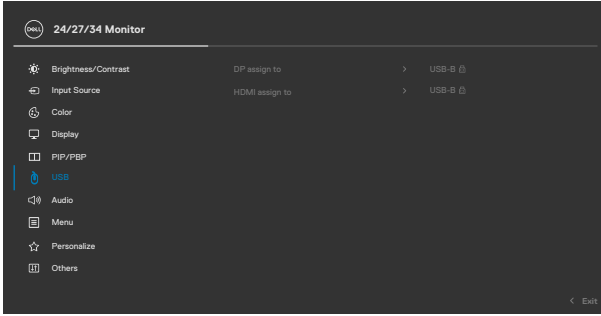 DELL 24/27/34 Monitor
Brightness/Contrast DP assign to > USB-B
Input Source HDMI assign to > USB-B
Color
Display
PIP/PBP
USB
Audio
Menu
Personalize
Others
< Exit